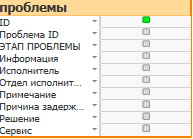 проблемы
ID
Проблема ID
ЭТАП ПРОБЛЕМЫ
Информация
Исполнитель
Отдел исполнит...
Примечание
Причина задерж...
Решение
Сервис